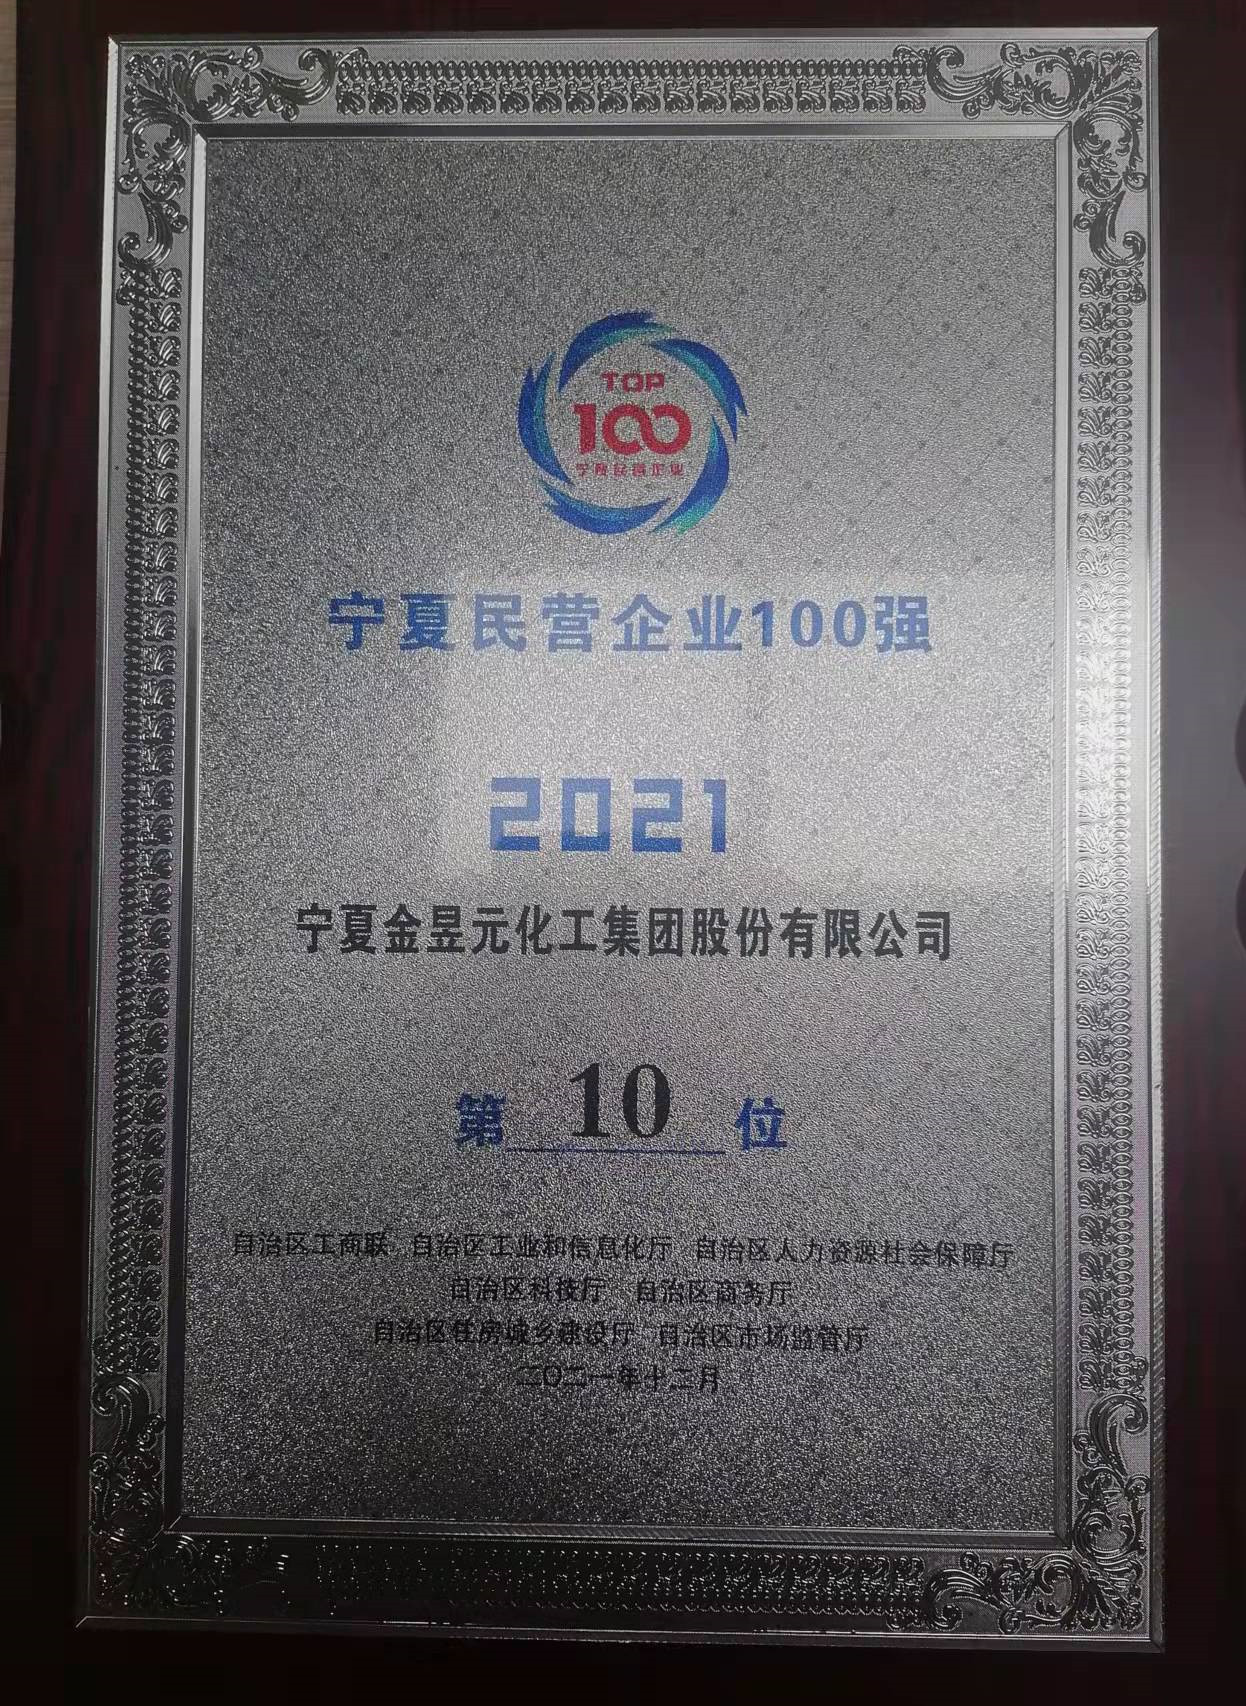 TOP
100
宁夏民营企业
宁夏民营企业100强
2021
宁夏金昱元化工集团股份有限公司
第 10 位
自治区工商联 自治区工业和信息化厅 自治区人力资源社会保障厅
自治区科技厅 自治区商务厅
自治区住房城乡建设厅 自治区市场监管厅
二〇二一年十二月